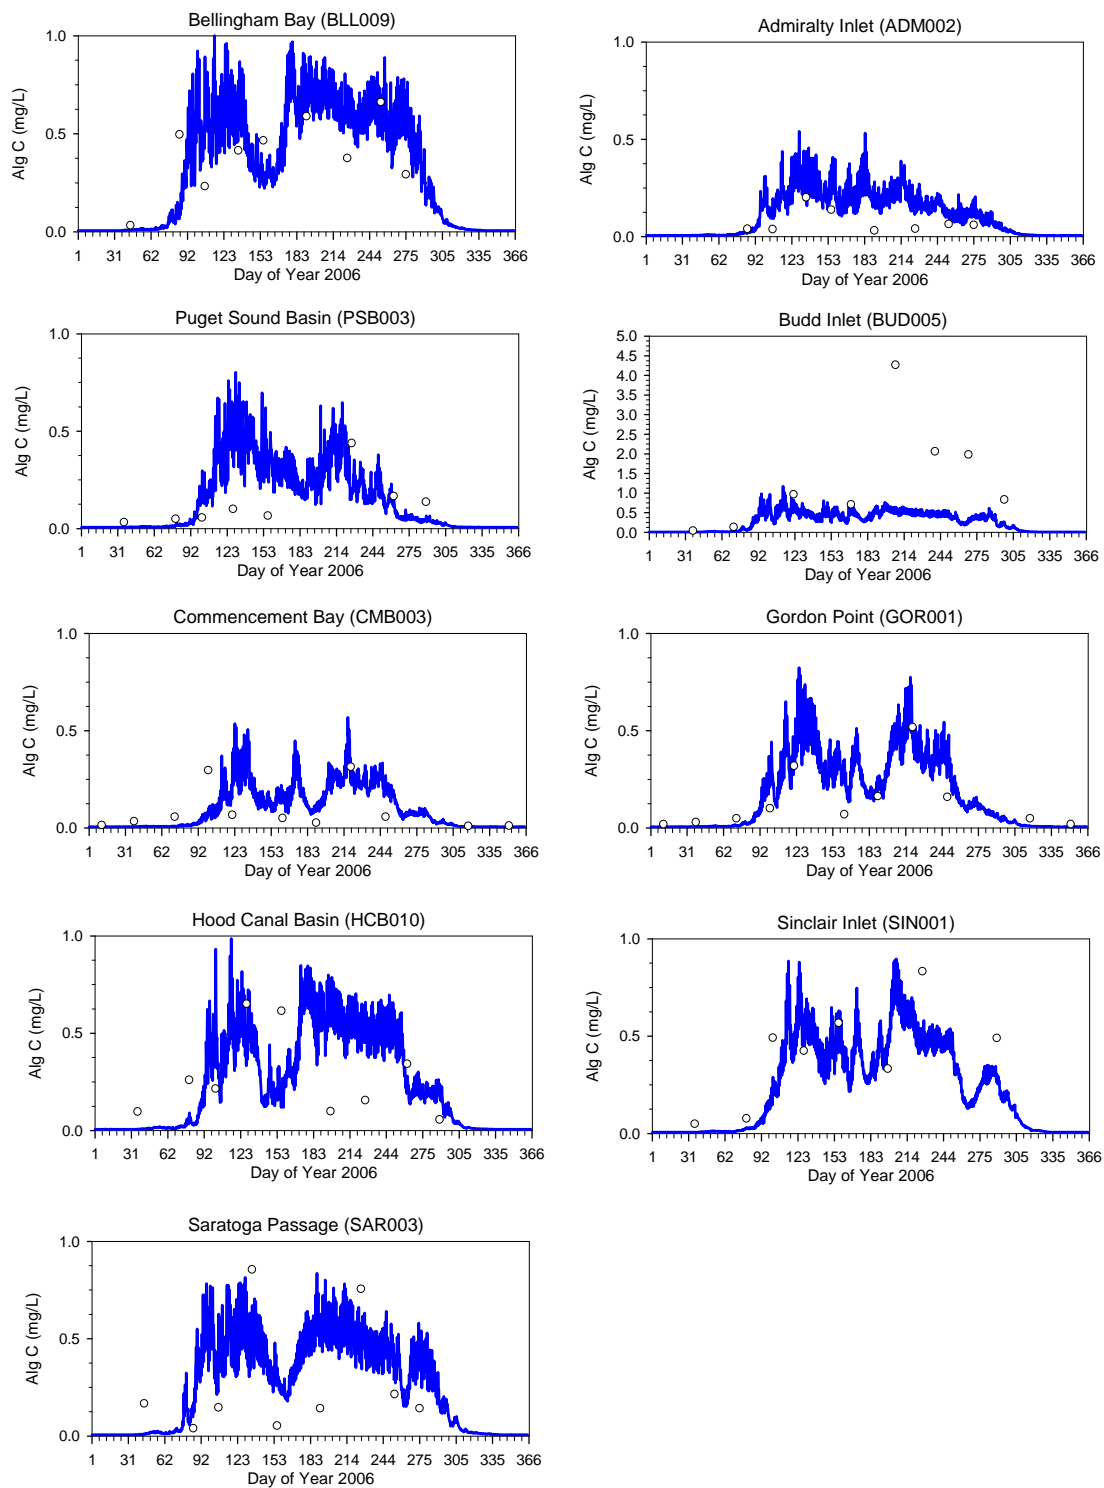 Bellingham Bay (BLL009)
1.0
0.5
0.0
Alg C (mg/L)
1 31 62 92 123 153 183 214 244 275 305 335 366
Day of Year 2006
Admiralty Inlet (ADM002)
1.0
0.5
0.0
Alg C (mg/L)
1 31 62 92 123 153 183 214 244 275 305 335 366
Day of Year 2006
Puget Sound Basin (PSB003)
1.0
0.5
0.0
Alg C (mg/L)
1 31 62 92 123 153 183 214 244 275 305 335 366
Day of Year 2006
Budd Inlet (BUD005)
5.0
4.5
4.0
3.5
3.0
2.5
2.0
1.5
1.0
0.5
0.0
Alg C (mg/L)
1 31 62 92 123 153 183 214 244 275 305 335 366
Day of Year 2006
Commencement Bay (CMB003)
1.0
0.5
0.0
Alg C (mg/L)
1 31 62 92 123 153 183 214 244 275 305 335 366
Day of Year 2006
Gordon Point (GOR001)
1.0
0.5
0.0
Alg C (mg/L)
1 31 62 92 123 153 183 214 244 275 305 335 366
Day of Year 2006
Hood Canal Basin (HCB010)
1.0
0.5
0.0
Alg C (mg/L)
1 31 62 92 123 153 183 214 244 275 305 335 366
Day of Year 2006
Sinclair Inlet (SIN001)
1.0
0.5
0.0
Alg C (mg/L)
1 31 62 92 123 153 183 214 244 275 305 335 366
Day of Year 2006
Saratoga Passage (SAR003)
1.0
0.5
0.0
Alg C (mg/L)
1 31 62 92 123 153 183 214 244 275 305 335 366
Day of Year 2006